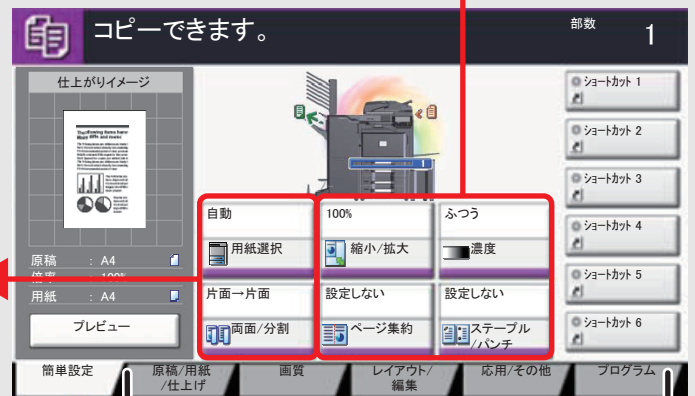 コピーできます。
部数
1
仕上がりイメージ
原稿 : A4
倍率 : 100%
用紙 : A4
プレビュー
1
自動
用紙選択
100%
縮小/拡大
ふつう
濃度
片面→片面
両面/分割
設定しない
ページ集約
設定しない
ステープル
/パンチ
ショートカット 1
ショートカット 2
ショートカット 3
ショートカット 4
ショートカット 5
ショートカット 6
簡単設定
原稿/用紙
/仕上げ
画質
レイアウト/
編集
応用/その他
プログラム